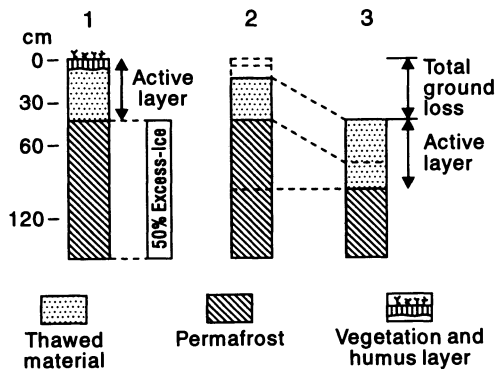 1 2 3
cm
0
30
60
120
Active
layer
50% Excess-Ice
Total
ground
loss
Active
layer
Thawed
material
Permafrost
Vegetation and
humus layer